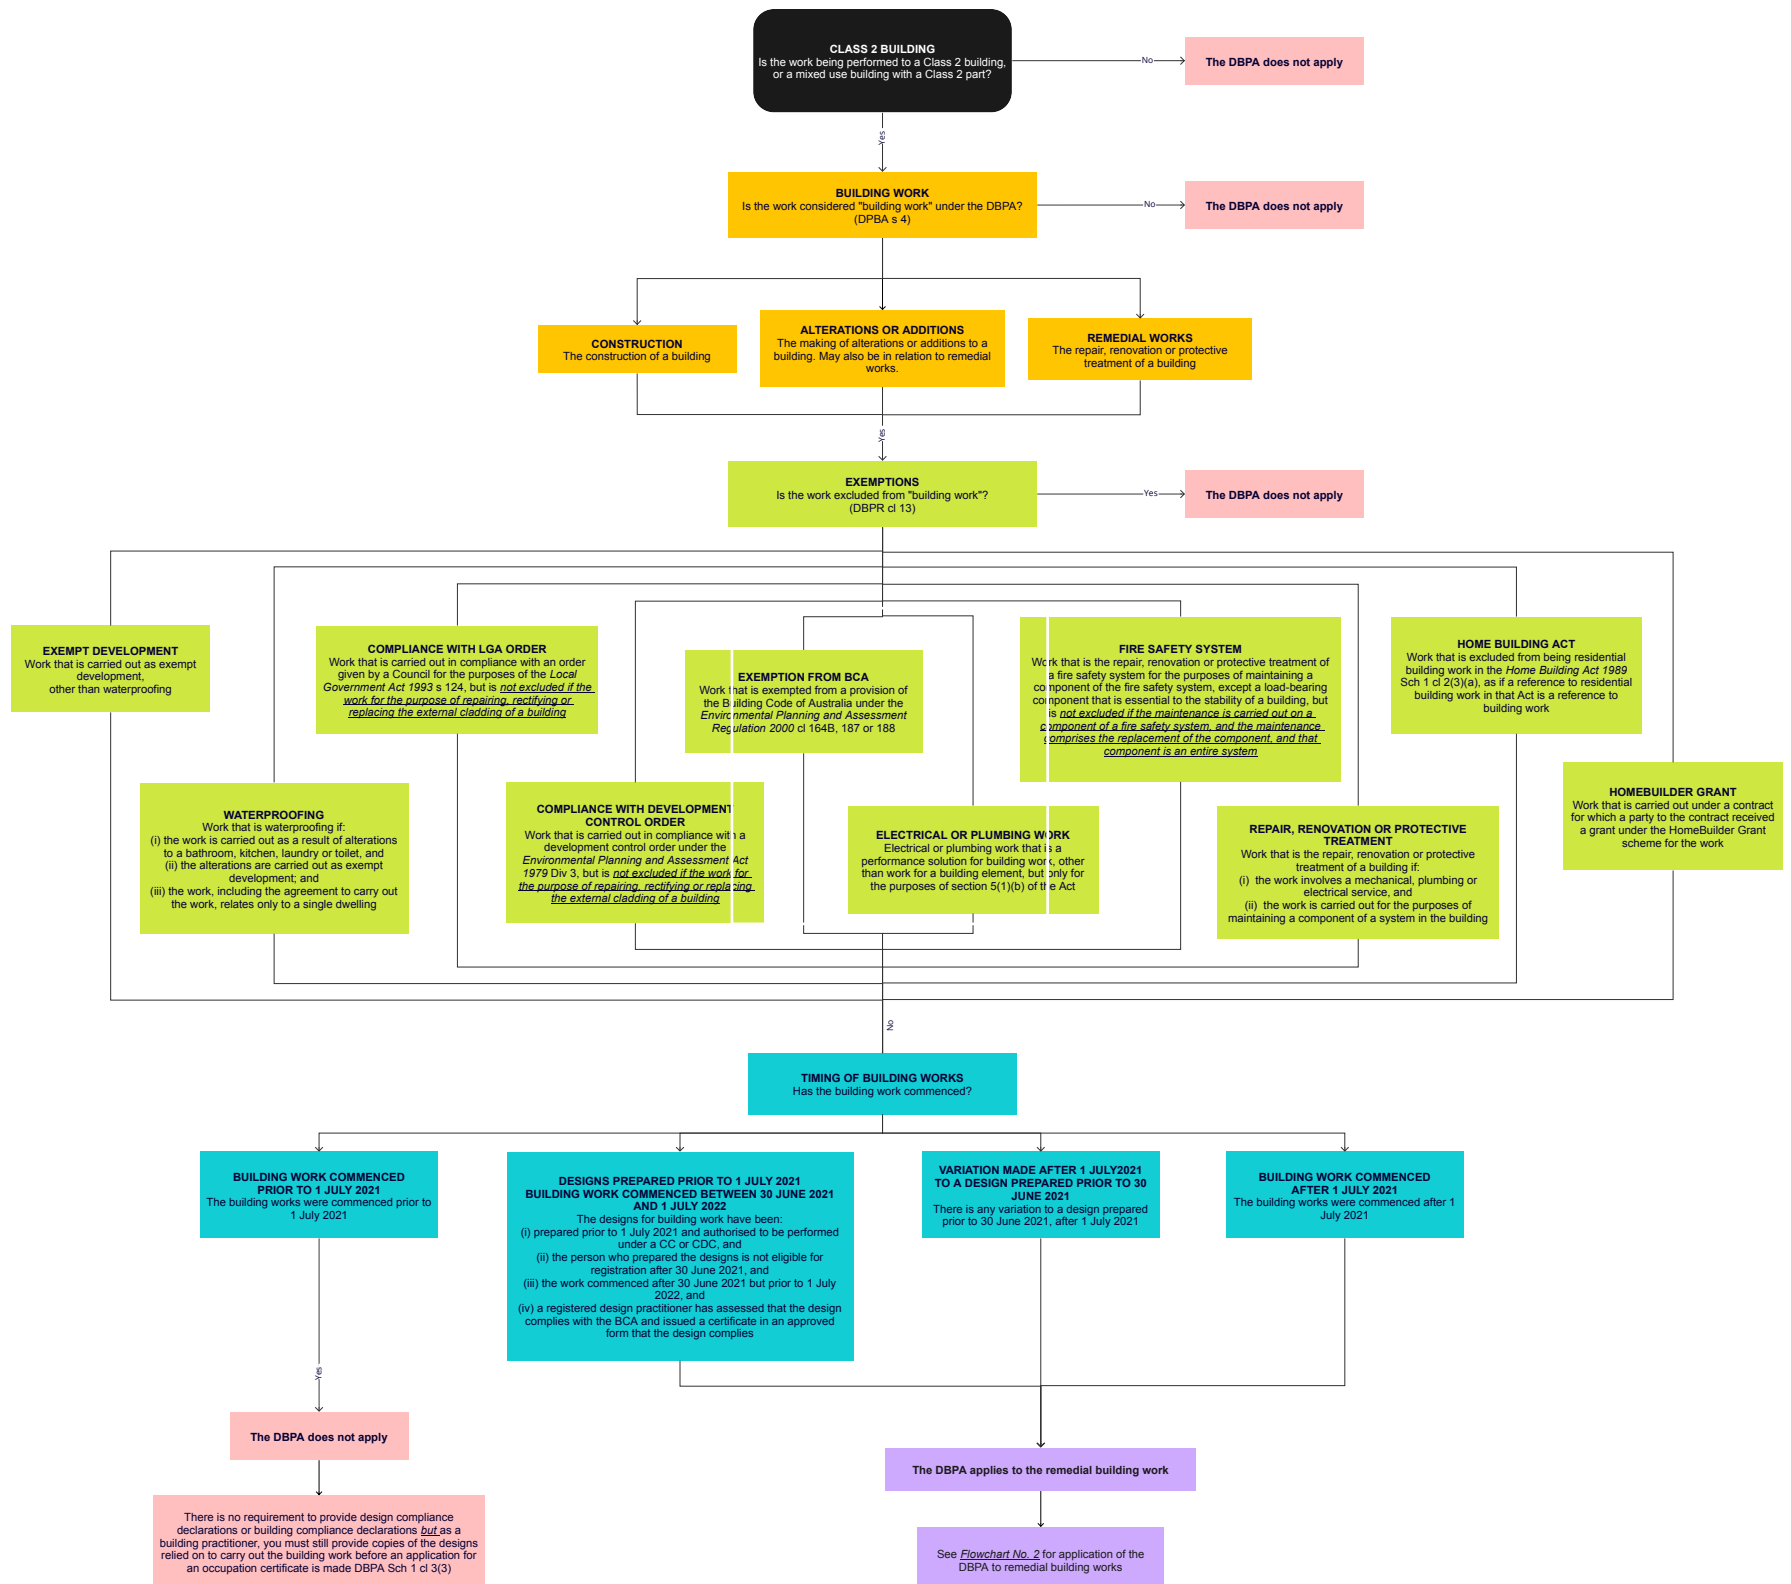 CLASS 2 BUILDING
Is the work being performed to a Class 2 building,
or a mixed use building with a Class 2 part?
No
The DBPA does not apply
Yes
BUILDING WORK
Is the work considered "building work" under the DBPA?
(DPBA s 4)
No
The DBPA does not apply
CONSTRUCTION
The construction of a building
ALTERATIONS OR ADDITIONS
The making of alterations or additions to a
building. May also be in relation to remedial
works.
REMEDIAL WORKS
The repair, renovation or protective
treatment of a building
Yes
EXEMPTIONS
Is the work excluded from "building work"?
(DBPR cl 13)
Yes
The DBPA does not apply
EXEMPT DEVELOPMENT
Work that is carried out as exempt
development,
other than waterproofing
COMPLIANCE WITH LGA ORDER
Work that is carried out in compliance with an order
given by a Council for the purposes of the Local
Government Act 1993 s 124, but is not excluded if the
work for the purpose of repairing, rectifying or
replacing the external cladding of a building
EXEMPTION FROM BCA
Work that is exempted from a provision of
the Building Code of Australia under the
Environmental Planning and Assessment
Regulation 2000 cl 164B, 187 or 188
FIRE SAFETY SYSTEM
Work that is the repair, renovation or protective treatment of
a fire safety system for the purposes of maintaining a
component of the fire safety system, except a load-bearing
component that is essential to the stability of a building, but
is not excluded if the maintenance is carried out on a
component of a fire safety system, and the maintenance
comprises the replacement of the component, and that
component is an entire system
HOME BUILDING ACT
Work that is excluded from being residential
building work in the Home Building Act 1989
Sch 1 cl 2(3)(a), as if a reference to residential
building work in that Act is a reference to
building work
WATERPROOFING
Work that is waterproofing if:
(i) the work is carried out as a result of alterations
to a bathroom, kitchen, laundry or toilet, and
(ii) the alterations are carried out as exempt
development; and
(iii) the work, including the agreement to carry out
the work, relates only to a single dwelling
COMPLIANCE WITH DEVELOPMENT
CONTROL ORDER
Work that is carried out in compliance with a
development control order under the
Environmental Planning and Assessment Act
1979 Div 3, but is not excluded if the work for
the purpose of repairing, rectifying or replacing
the external cladding of a building
ELECTRICAL OR PLUMBING WORK
Electrical or plumbing work that is a
performance solution for building work, other
than work for a building element, but only for
the purposes of section 5(1)(b) of the Act
REPAIR, RENOVATION OR PROTECTIVE
TREATMENT
Work that is the repair, renovation or protective
treatment of a building if:
(i) the work involves a mechanical, plumbing or
electrical service, and
(ii) the work is carried out for the purposes of
maintaining a component of a system in the building
HOMEBUILDER GRANT
Work that is carried out under a contract
for which a party to the contract received
a grant under the HomeBuilder Grant
scheme for the work
No
TIMING OF BUILDING WORKS
Has the building work commenced?
BUILDING WORK COMMENCED
PRIOR TO 1 JULY 2021
The building works were commenced prior to
1 July 2021
DESIGNS PREPARED PRIOR TO 1 JULY 2021
BUILDING WORK COMMENCED BETWEEN 30 JUNE 2021
AND 1 JULY 2022
The designs for building work have been:
(i) prepared prior to 1 July 2021 and authorised to be performed
under a CC or CDC, and
(ii) the person who prepared the designs is not eligible for
registration after 30 June 2021, and
(iii) the work commenced after 30 June 2021 but prior to 1 July
2022, and
(iv) a registered design practitioner has assessed that the design
complies with the BCA and issued a certificate in an approved
form that the design complies
VARIATION MADE AFTER 1 JULY2021
TO A DESIGN PREPARED PRIOR TO 30
JUNE 2021
There is any variation to a design prepared
prior to 30 June 2021, after 1 July 2021
BUILDING WORK COMMENCED
AFTER 1 JULY 2021
The building works were commenced after 1
July 2021
Yes
The DBPA does not apply
The DBPA applies to the remedial building work
There is no requirement to provide design compliance
declarations or building compliance declarations but as a
building practitioner, you must still provide copies of the designs
relied on to carry out the building work before an application for
an occupation certificate is made DBPA Sch 1 cl 3(3)
See Flowchart No. 2 for application of the
DBPA to remedial building works